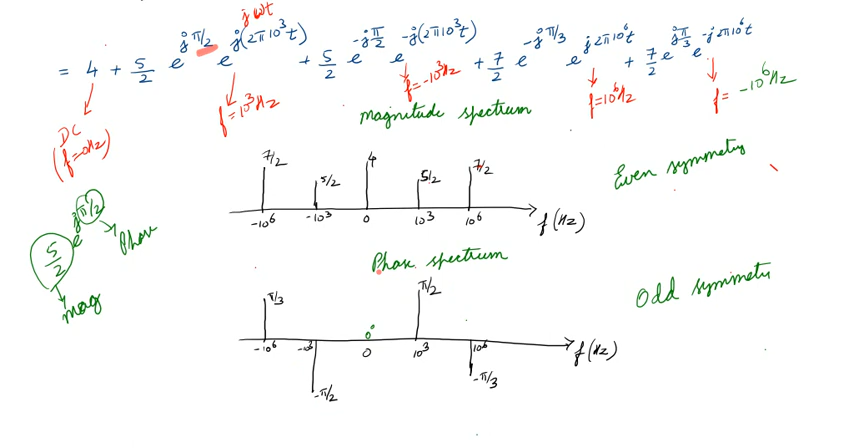 jωt
= 4 + 5/2 e^{jπ/2} e^{j(2π10³t)} + 5/2 e^{-jπ/2} e^{-j(2π10³t)} + 7/2 e^{-jπ/3} e^{j2π10⁶t} + 7/2 e^{jπ/3} e^{-j2π10⁶t}
DC
(f=0Hz)
f=10³Hz
f=-10³Hz
f=10⁶Hz
f= -10⁶Hz
magnitude spectrum
7/2 5/2 4 5/2 7/2
-10⁶ -10³ 0 10³ 10⁶ f(Hz)
Even symmetry
5/2 e^{jπ/2}
Phase
mag
Phase spectrum
π/3 π/2
0°
-10⁶ -10³ 0 10³ 10⁶ f(Hz)
-π/2 -π/3
Odd symmetry